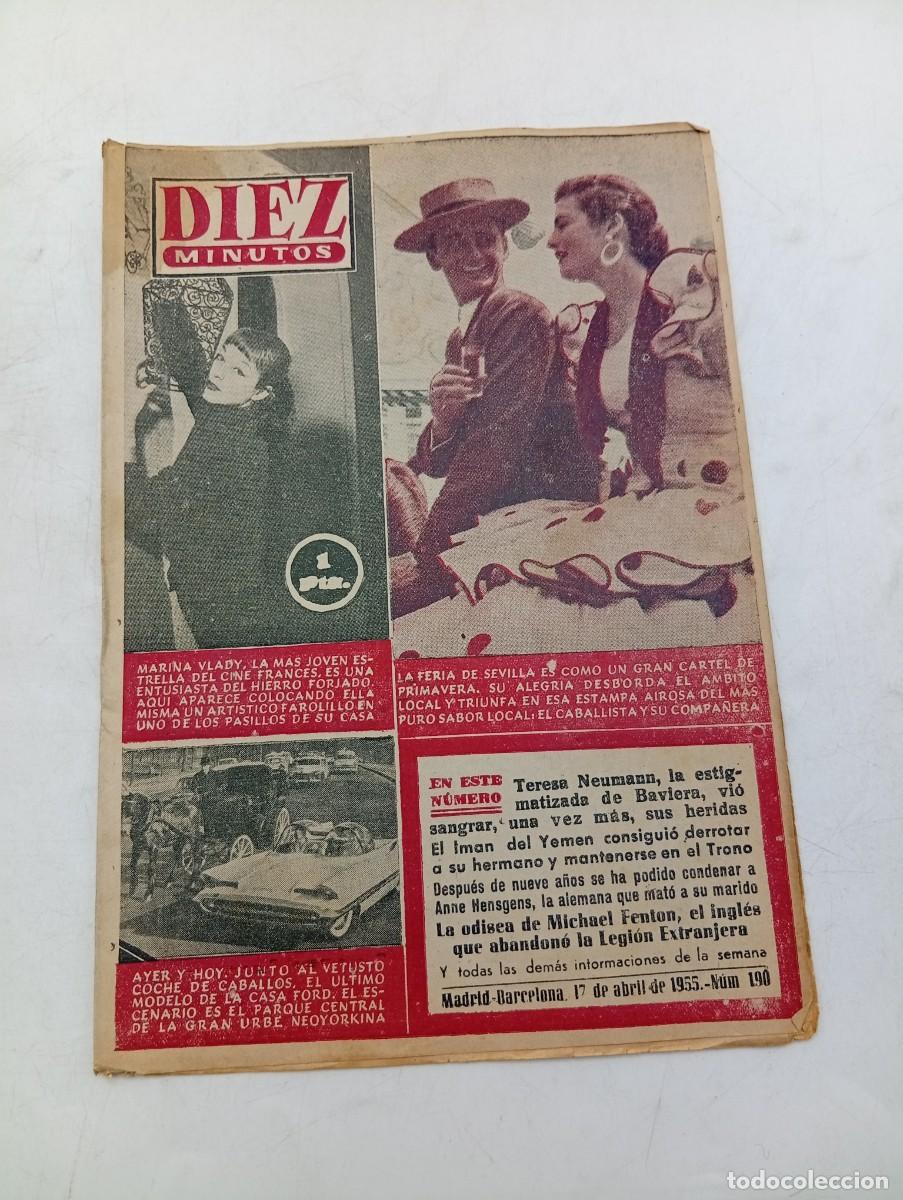 DIEZ
MINUTOS
1
Pta.
MARINA VLADY, LA MAS JOVEN ES-
TRELLA DEL CINE FRANCES, ES UNA
ENTUSIASTA DEL HIERRO FORJADO.
AQUI APARECE COLOCANDO ELLA
MISMA UN ARTISTICO FAROLILLO EN
UNO DE LOS PASILLOS DE SU CASA
LA FERIA DE SEVILLA ES COMO UN GRAN CARTEL DE
PRIMAVERA. SU ALEGRIA DESBORDA EL AMBITO
LOCAL Y TRIUNFA EN ESA ESTAMPA AIROSA DEL MAS
PURO SABOR LOCAL: EL CABALLISTA Y SU COMPAÑERA
AYER Y HOY. JUNTO AL VETUSTO
COCHE DE CABALLOS, EL ULTIMO
MODELO DE LA CASA FORD. EL ES-
CENARIO ES EL PARQUE CENTRAL
DE LA GRAN URBE NEOYORKINA
EN ESTE
NÚMERO
Teresa Neumann, la estig-
matizada de Baviera, vió
sangrar, una vez más, sus heridas
El Iman del Yemen consiguió derrotar
a su hermano y mantenerse en el Trono
Después de nueve años se ha podido condenar a
Anne Hensgens, la alemana que mató a su marido
La odisea de Michael Fenton, el inglés
que abandonó la Legión Extranjera
Y todas las demás informaciones de la semana
Madrid-Barcelona, 17 de abril de 1955.-Núm 190
todocoleccion